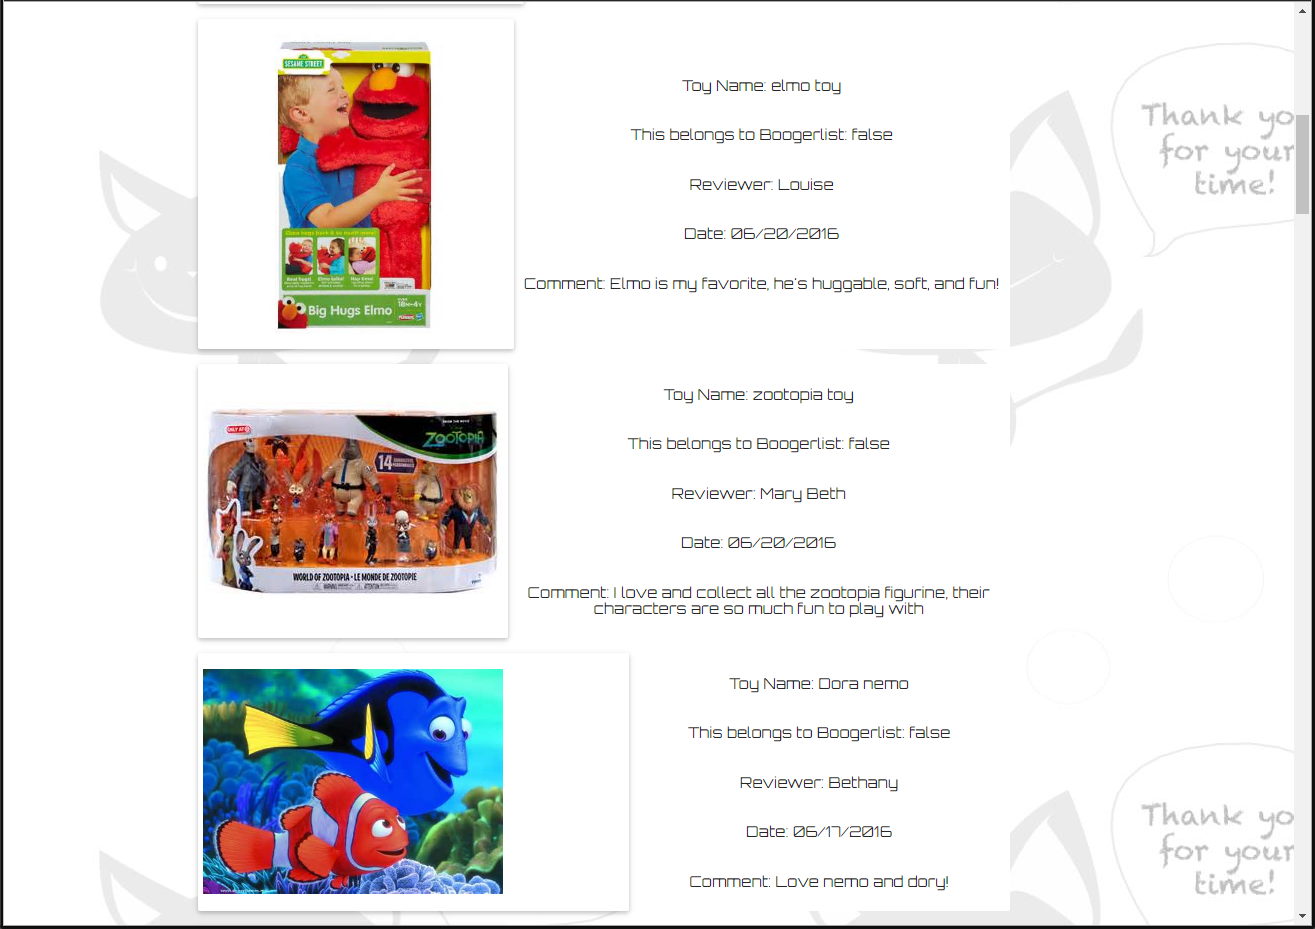 SESAME STREET
Big Hugs Elmo
18M-4Y
Toy Name: elmo toy
This belongs to Boogerlist: false
Reviewer: Louise
Date: 06/20/2016
Comment: Elmo is my favorite, he's huggable, soft, and fun!
Thank yo
for your
time!
ONLY AT
ZOOTOPIA
14
WORLD OF ZOOTOPIA • LE MONDE DE ZOOTOPIE
Toy Name: zootopia toy
This belongs to Boogerlist: false
Reviewer: Mary Beth
Date: 06/20/2016
Comment: I love and collect all the zootopia figurine, their
characters are so much fun to play with
Toy Name: Dora nemo
This belongs to Boogerlist: false
Reviewer: Bethany
Date: 06/17/2016
Comment: Love nemo and dory!
Thank yo
for your
time!